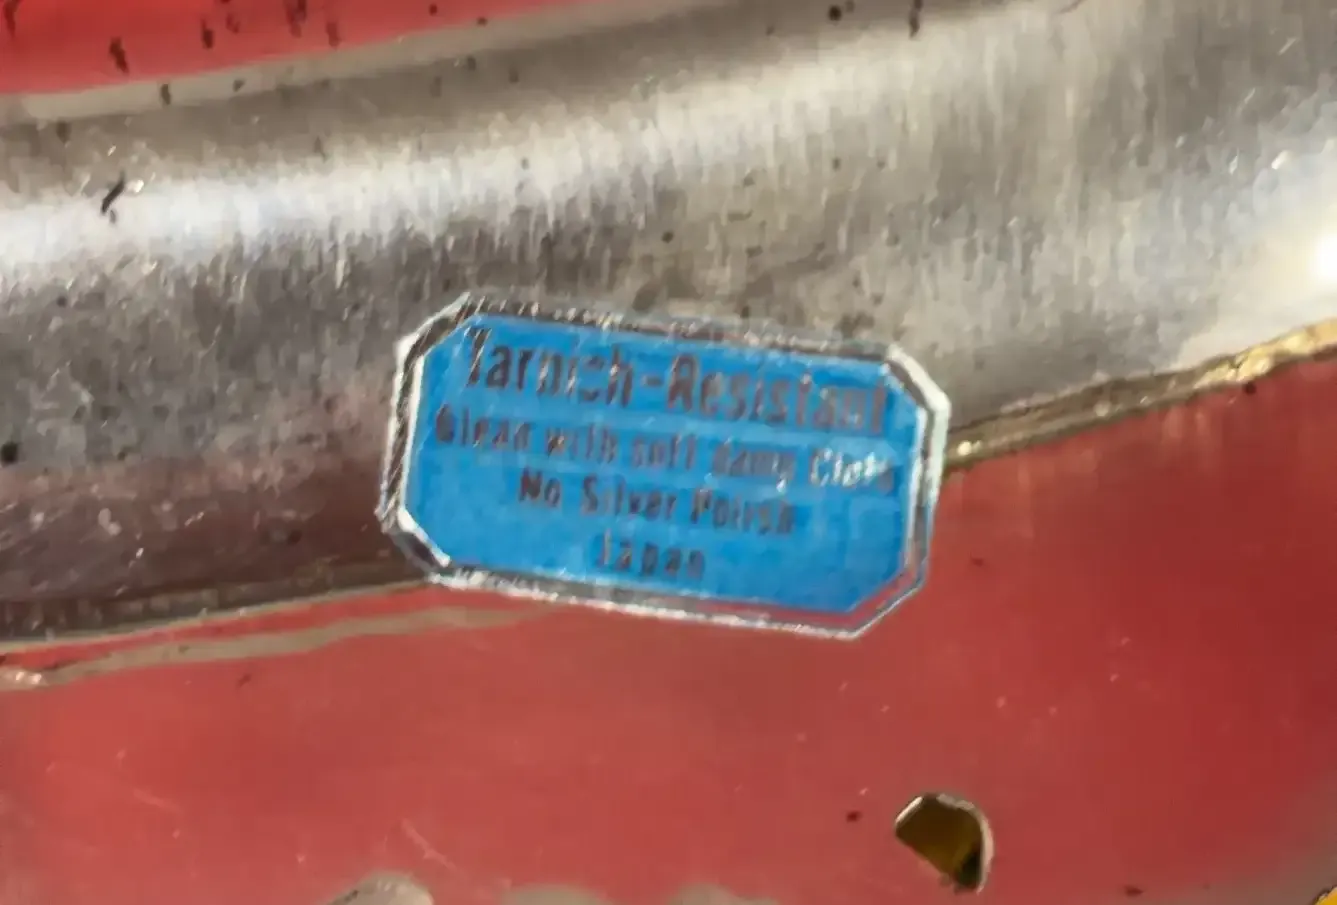 Tarnish-Resistant
Clean with soft damp Cloth
No Silver Polish
Japan